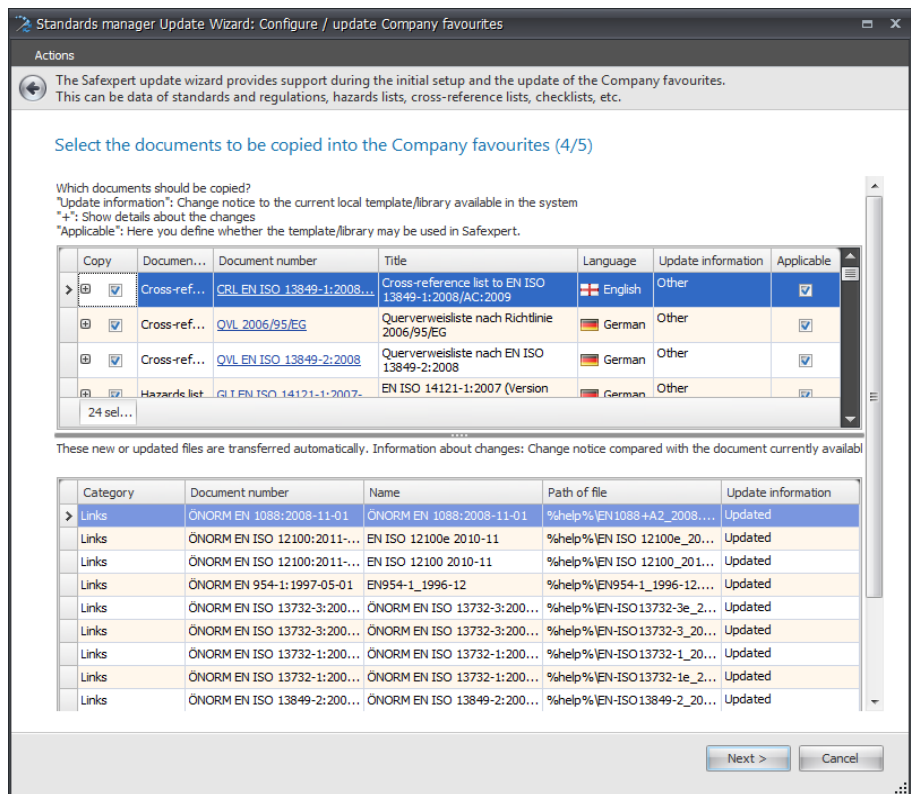 Standards manager Update Wizard: Configure / update Company favourites
Actions
The Safexpert update wizard provides support during the initial setup and the update of the Company favourites.
This can be data of standards and regulations, hazards lists, cross-reference lists, checklists, etc.
Select the documents to be copied into the Company favourites (4/5)
Which documents should be copied?
"Update information": Change notice to the current local template/library available in the system
"+": Show details about the changes
"Applicable": Here you define whether the template/library may be used in Safexpert.
Copy Documen... Document number Title Language Update information Applicable
Cross-ref... CRL EN ISO 13849-1:2008... Cross-reference list to EN ISO 13849-1:2008/AC:2009 English Other
Cross-ref... QVL 2006/95/EG Querverweisliste nach Richtlinie 2006/95/EG German Other
Cross-ref... QVL EN ISO 13849-2:2008 Querverweisliste nach EN ISO 13849-2:2008 German Other
Hazards list GLI EN ISO 14121-1:2007- EN ISO 14121-1:2007 (Version German Other
24 sel...
These new or updated files are transferred automatically. Information about changes: Change notice compared with the document currently availabl
Category Document number Name Path of file Update information
Links ÖNORM EN 1088:2008-11-01 ÖNORM EN 1088:2008-11-01 %help%\EN1088+A2_2008.... Updated
Links ÖNORM EN ISO 12100:2011-... EN ISO 12100e 2010-11 %help%\EN ISO 12100e_20... Updated
Links ÖNORM EN ISO 12100:2011-... EN ISO 12100 2010-11 %help%\EN ISO 12100_201... Updated
Links ÖNORM EN 954-1:1997-05-01 EN954-1_1996-12 %help%\EN954-1_1996-12.... Updated
Links ÖNORM EN ISO 13732-3:200... ÖNORM EN ISO 13732-3:200... %help%\EN-ISO13732-3e_2... Updated
Links ÖNORM EN ISO 13732-3:200... ÖNORM EN ISO 13732-3:200... %help%\EN-ISO13732-3_20... Updated
Links ÖNORM EN ISO 13732-1:200... ÖNORM EN ISO 13732-1:200... %help%\EN-ISO13732-1_20... Updated
Links ÖNORM EN ISO 13732-1:200... ÖNORM EN ISO 13732-1:200... %help%\EN-ISO13732-1e_2... Updated
Links ÖNORM EN ISO 13849-2:200... ÖNORM EN ISO 13849-2:200... %help%\EN-ISO13849-2_20... Updated
Next > Cancel